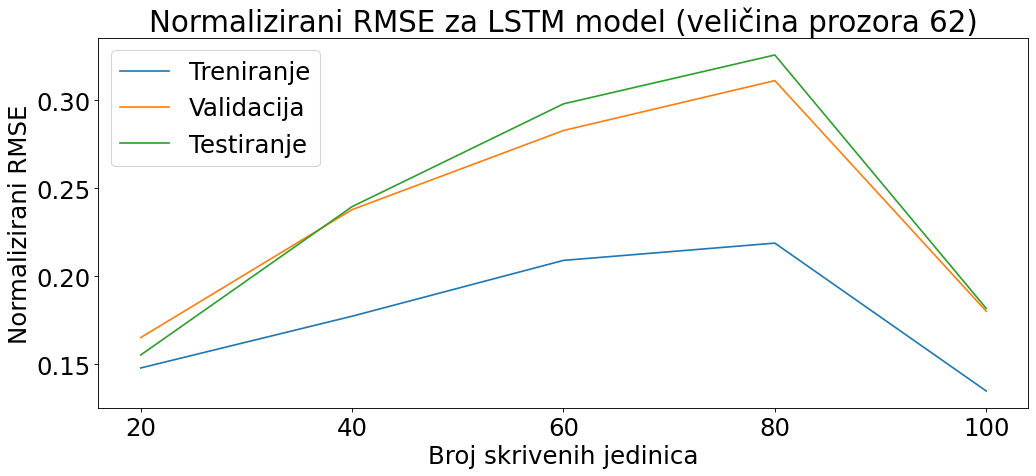 Normalizirani RMSE za LSTM model (veličina prozora 62)
Treniranje
Validacija
Testiranje
Normalizirani RMSE
0.30
0.25
0.20
0.15
20 40 60 80 100
Broj skrivenih jedinica